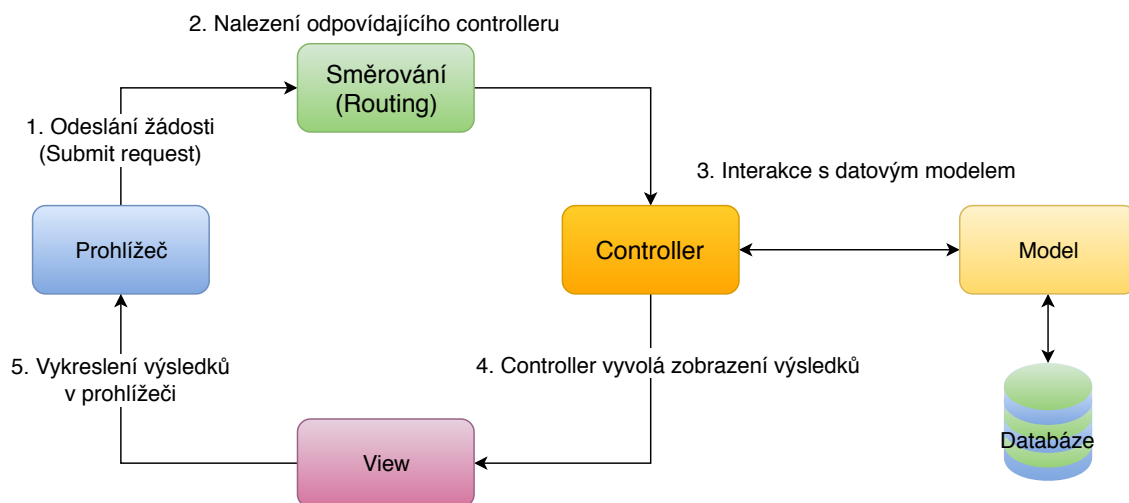 2. Nalezení odpovídajícího controlleru
Směrování
(Routing)
1. Odeslání žádosti
(Submit request)
3. Interakce s datovým modelem
Prohlížeč
Controller
Model
5. Vykreslení výsledků
v prohlížeči
4. Controller vyvolá zobrazení výsledků
Databáze
View